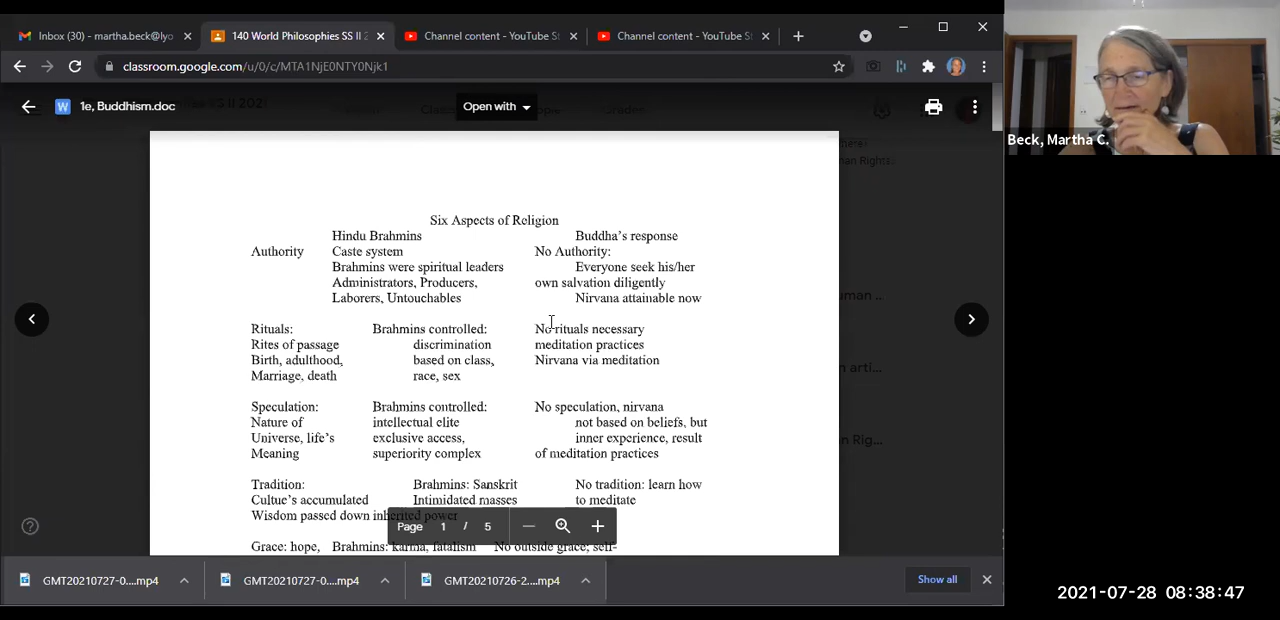 Inbox (30) - martha.beck@lyo
140 World Philosophies SS II 2
Channel content - YouTube St
Channel content - YouTube St
classroom.google.com/u/0/c/MTA1NjE0NTY0Njk1
1e, Buddhism.doc
Open with
Beck, Martha C.
Six Aspects of Religion
Hindu Brahmins Buddha's response
Authority Caste system No Authority:
Brahmins were spiritual leaders Everyone seek his/her
Administrators, Producers, own salvation diligently
Laborers, Untouchables Nirvana attainable now
Rituals: Brahmins controlled: No rituals necessary
Rites of passage discrimination meditation practices
Birth, adulthood, based on class, Nirvana via meditation
Marriage, death race, sex
Speculation: Brahmins controlled: No speculation, nirvana
Nature of intellectual elite not based on beliefs, but
Universe, life's exclusive access, inner experience, result
Meaning superiority complex of meditation practices
Tradition: Brahmins: Sanskrit No tradition: learn how
Cultue's accumulated Intimidated masses to meditate
Wisdom passed down inherited power
Page 1 / 5
Grace: hope, Brahmins: karma, fatalism No outside grace; self-
GMT20210727-0....mp4
GMT20210727-0....mp4
GMT20210726-2....mp4
Show all
2021-07-28 08:38:47